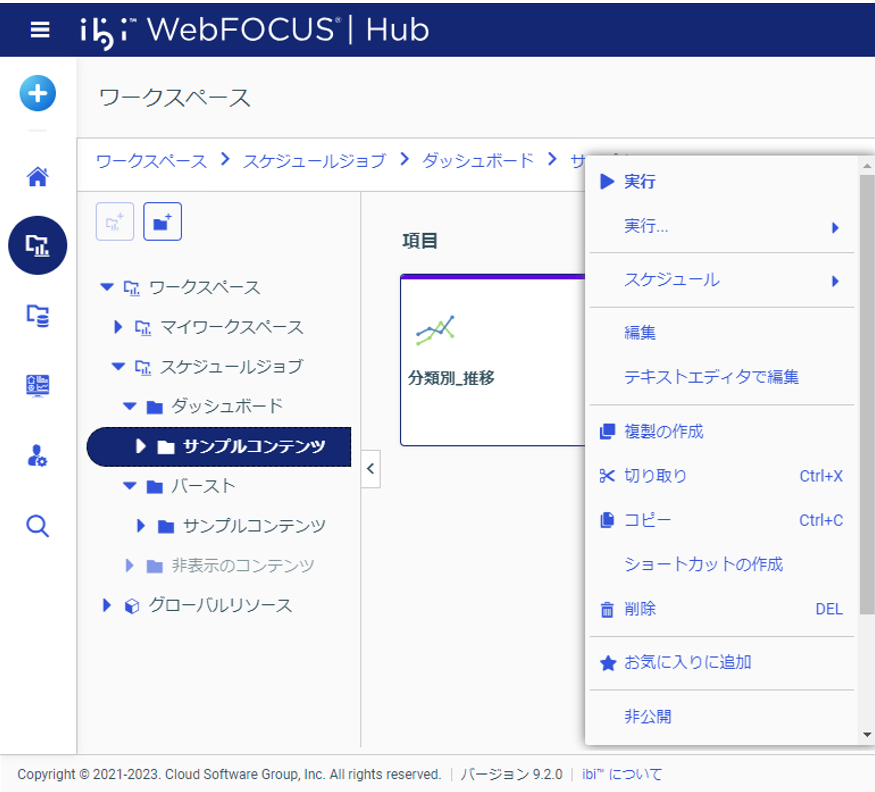 ibi™ WebFOCUS® | Hub
ワークスペース
ワークスペース > スケジュールジョブ > ダッシュボード >
項目
ワークスペース
マイワークスペース
スケジュールジョブ
ダッシュボード
サンプルコンテンツ
バースト
サンプルコンテンツ
非表示のコンテンツ
グローバルリソース
分類別_推移
実行
実行...
スケジュール
編集
テキストエディタで編集
複製の作成
切り取り Ctrl+X
コピー Ctrl+C
ショートカットの作成
削除 DEL
お気に入りに追加
非公開
Copyright © 2021-2023. Cloud Software Group, Inc. All rights reserved. | バージョン 9.2.0 | ibi™ について